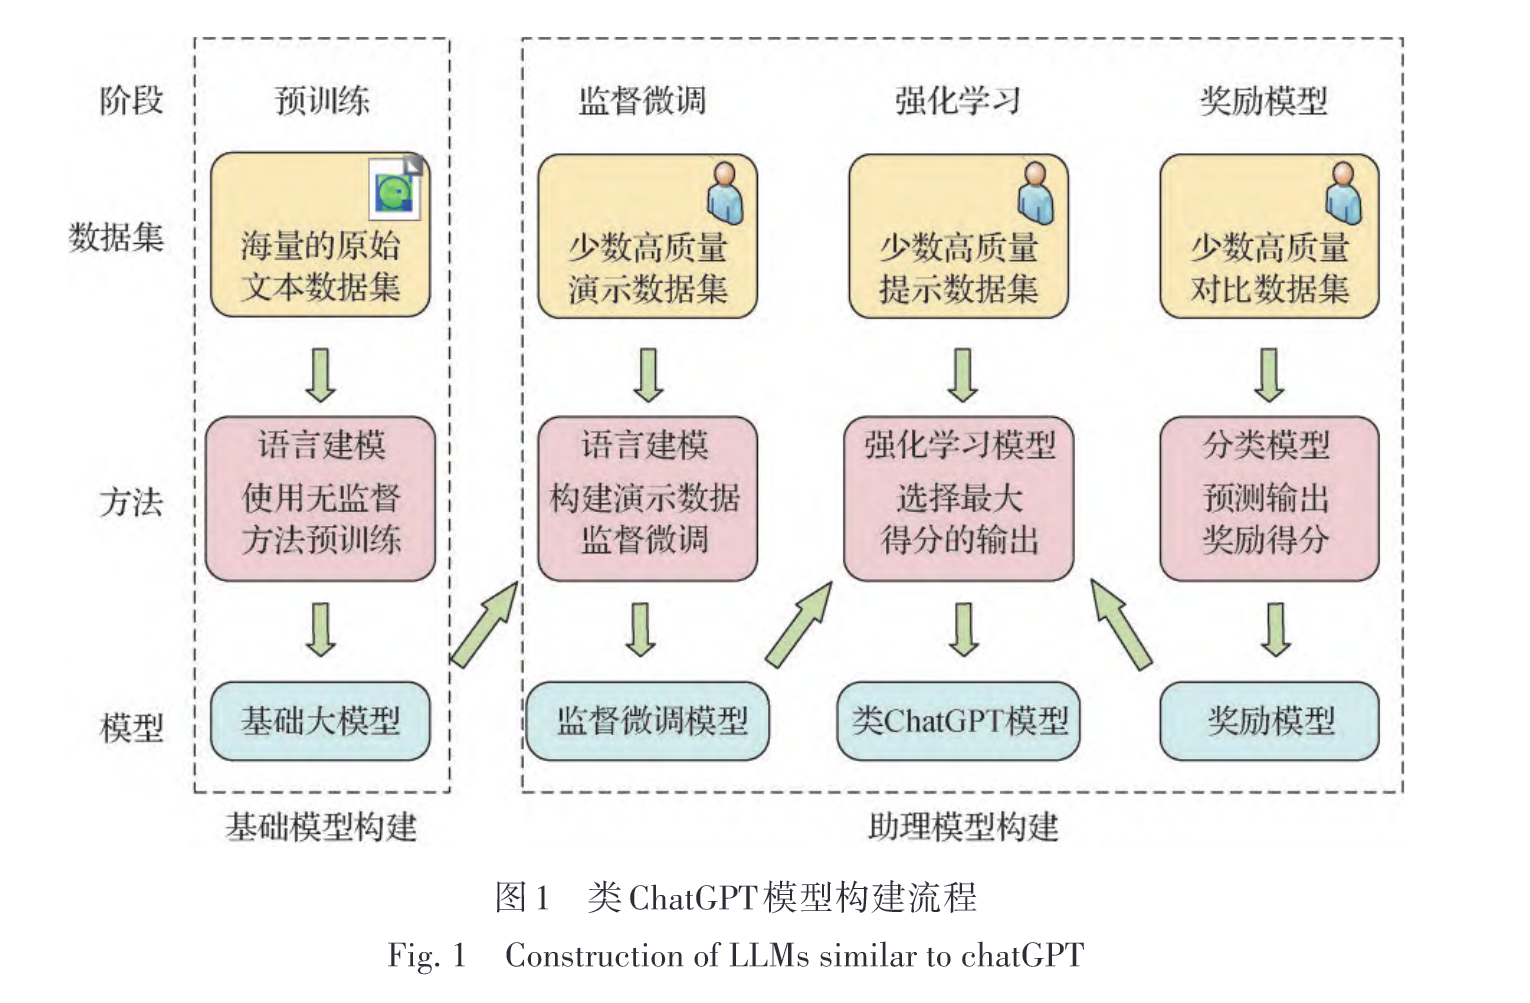 阶段 预训练 监督微调 强化学习 奖励模型
数据集
海量的原始
文本数据集
少数高质量
演示数据集
少数高质量
提示数据集
少数高质量
对比数据集
方法
语言建模
使用无监督
方法预训练
语言建模
构建演示数据
监督微调
强化学习模型
选择最大
得分的输出
分类模型
预测输出
奖励得分
模型 基础大模型 监督微调模型 类ChatGPT模型 奖励模型
基础模型构建 助理模型构建
图1 类ChatGPT模型构建流程
Fig. 1 Construction of LLMs similar to chatGPT